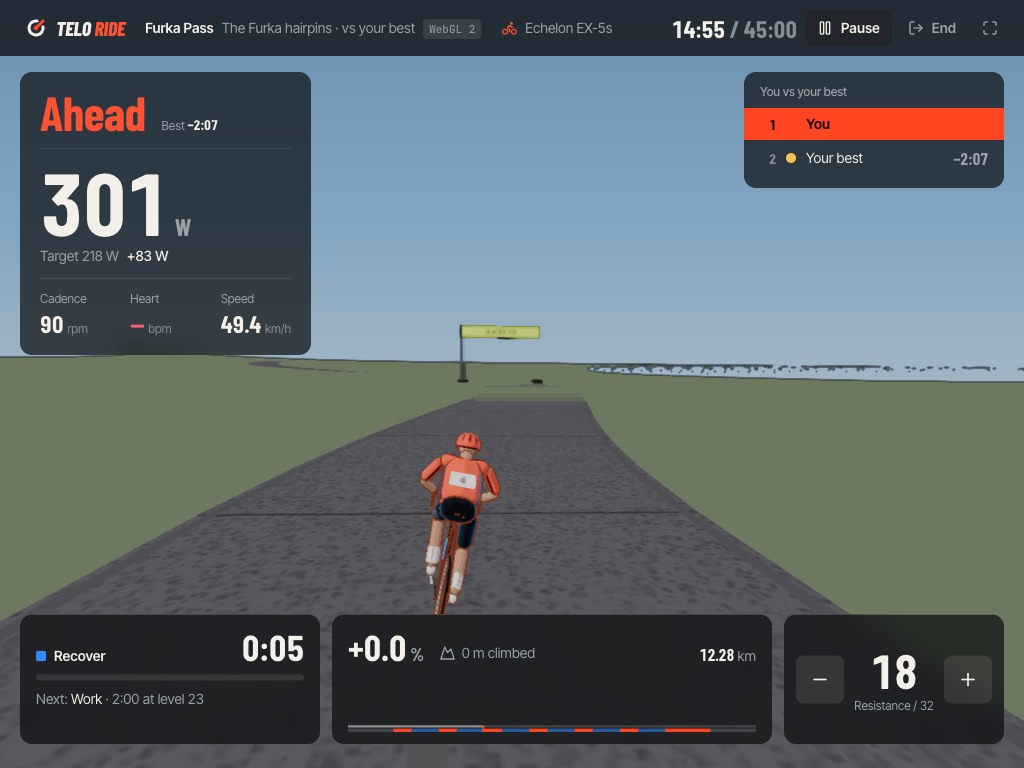 TELO RIDE Furka Pass The Furka hairpins · vs your best WebGL 2 Echelon EX-5s 14:55 / 45:00 Pause End
Ahead Best −2:07
301 W
Target 218 W +83 W
Cadence Heart Speed
90 rpm — bpm 49.4 km/h
You vs your best
1 You
2 Your best −2:07
4
Recover 0:05
Next: Work · 2:00 at level 23
+0.0 % 0 m climbed 12.28 km
− 18 +
Resistance / 32